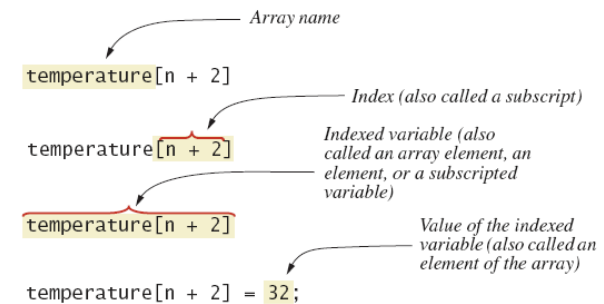 Array name
temperature[n + 2]
Index (also called a subscript)
temperature[n + 2]
Indexed variable (also
called an array element, an
element, or a subscripted
variable)
temperature[n + 2]
Value of the indexed
variable (also called an
element of the array)
temperature[n + 2] = 32;